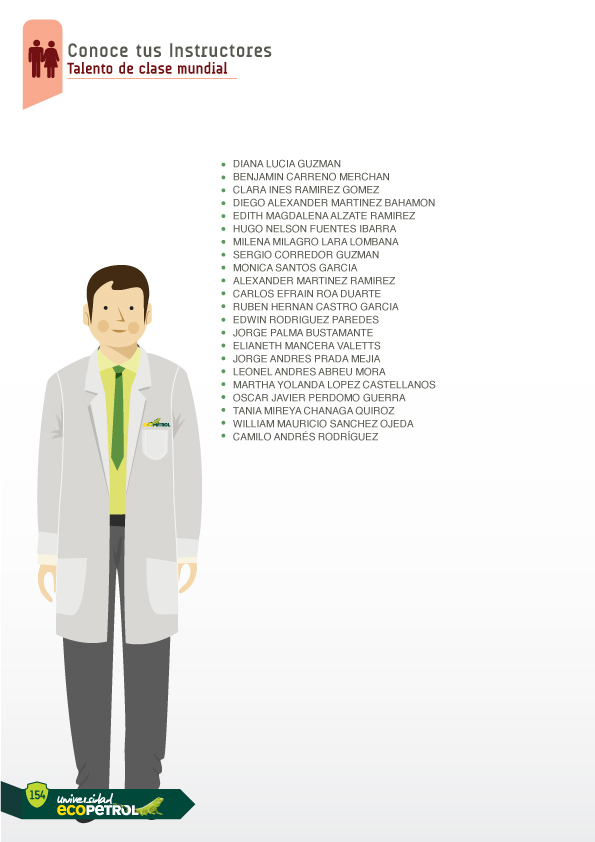 Conoce tus Instructores
Talento de clase mundial
• DIANA LUCIA GUZMAN
• BENJAMIN CARRENO MERCHAN
• CLARA INES RAMIREZ GOMEZ
• DIEGO ALEXANDER MARTINEZ BAHAMON
• EDITH MAGDALENA ALZATE RAMIREZ
• HUGO NELSON FUENTES IBARRA
• MILENA MILAGRO LARA LOMBANA
• SERGIO CORREDOR GUZMAN
• MONICA SANTOS GARCIA
• ALEXANDER MARTINEZ RAMIREZ
• CARLOS EFRAIN ROA DUARTE
• RUBEN HERNAN CASTRO GARCIA
• EDWIN RODRIGUEZ PAREDES
• JORGE PALMA BUSTAMANTE
• ELIANETH MANCERA VALETTS
• JORGE ANDRES PRADA MEJIA
• LEONEL ANDRES ABREU MORA
• MARTHA YOLANDA LOPEZ CASTELLANOS
• OSCAR JAVIER PERDOMO GUERRA
• TANIA MIREYA CHANAGA QUIROZ
• WILLIAM MAURICIO SANCHEZ OJEDA
• CAMILO ANDRÉS RODRÍGUEZ
ECOPETROL
154
Universidad
ECOPETROL